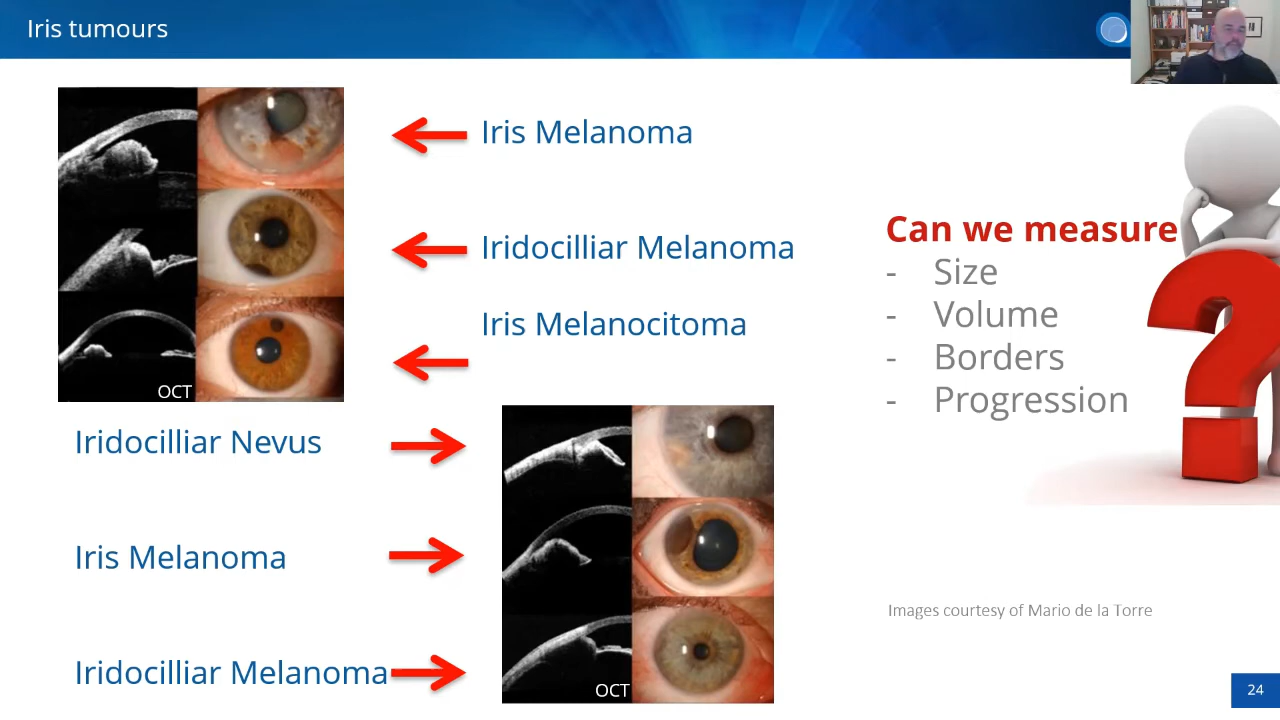 Iris tumours
Iris Melanoma
Iridocilliar Melanoma
Iris Melanocitoma
OCT
Iridocilliar Nevus
Iris Melanoma
Iridocilliar Melanoma
OCT
Can we measure
- Size
- Volume
- Borders
- Progression
Images courtesy of Mario de la Torre
24